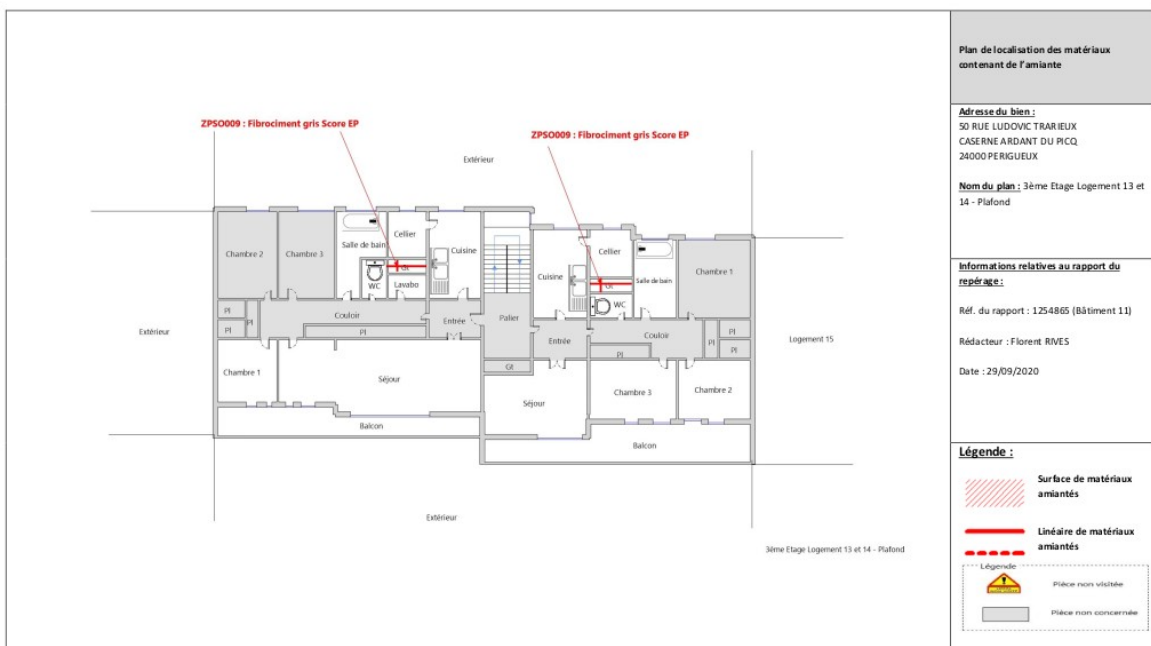 Plan de localisation des matériaux
contenant de l'amiante
Adresse du bien :
50 RUE LUDOVIC TRARIEUX
CASERNE ARDANT DU PICQ
24000 PERIGUEUX
Nom du plan : 3ème Etage Logement 13 et
14 - Plafond
Informations relatives au rapport du
repérage :
Réf. du rapport : 1254865 (Bâtiment 11)
Rédacteur : Florent RIVES
Date : 29/09/2020
Légende :
Surface de matériaux
amiantés
Linéaire de matériaux
amiantés
Légende
Pièce non visitée
Pièce non concernée
ZPSO009 : Fibrociment gris Score EP
ZPSO009 : Fibrociment gris Score EP
Extérieur
Chambre 2
Chambre 3
Salle de bain
Cellier
Cuisine
Gt
WC
Lavabo
Pl
Pl
Pl
Couloir
Pl
Entrée
Palier
Extérieur
Chambre 1
Séjour
Balcon
Gt
Cuisine
Cellier
Salle de bain
Chambre 1
Gt
WC
Entrée
Couloir
Pl
Pl
Pl
Pl
Logement 15
Séjour
Chambre 3
Chambre 2
Balcon
Extérieur
3ème Etage Logement 13 et 14 - Plafond